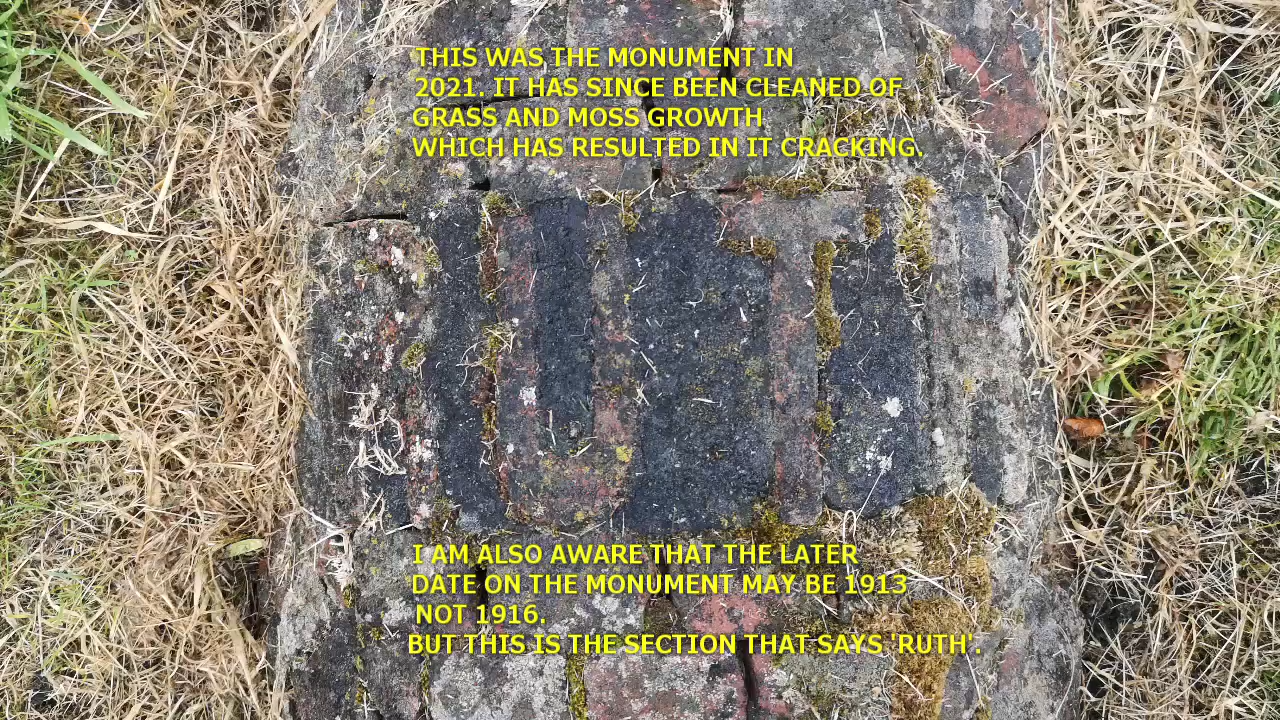 THIS WAS THE MONUMENT IN
2021. IT HAS SINCE BEEN CLEANED OF
GRASS AND MOSS GROWTH
WHICH HAS RESULTED IN IT CRACKING.
RUTH
I AM ALSO AWARE THAT THE LATER
DATE ON THE MONUMENT MAY BE 1913
NOT 1916.
BUT THIS IS THE SECTION THAT SAYS 'RUTH'.